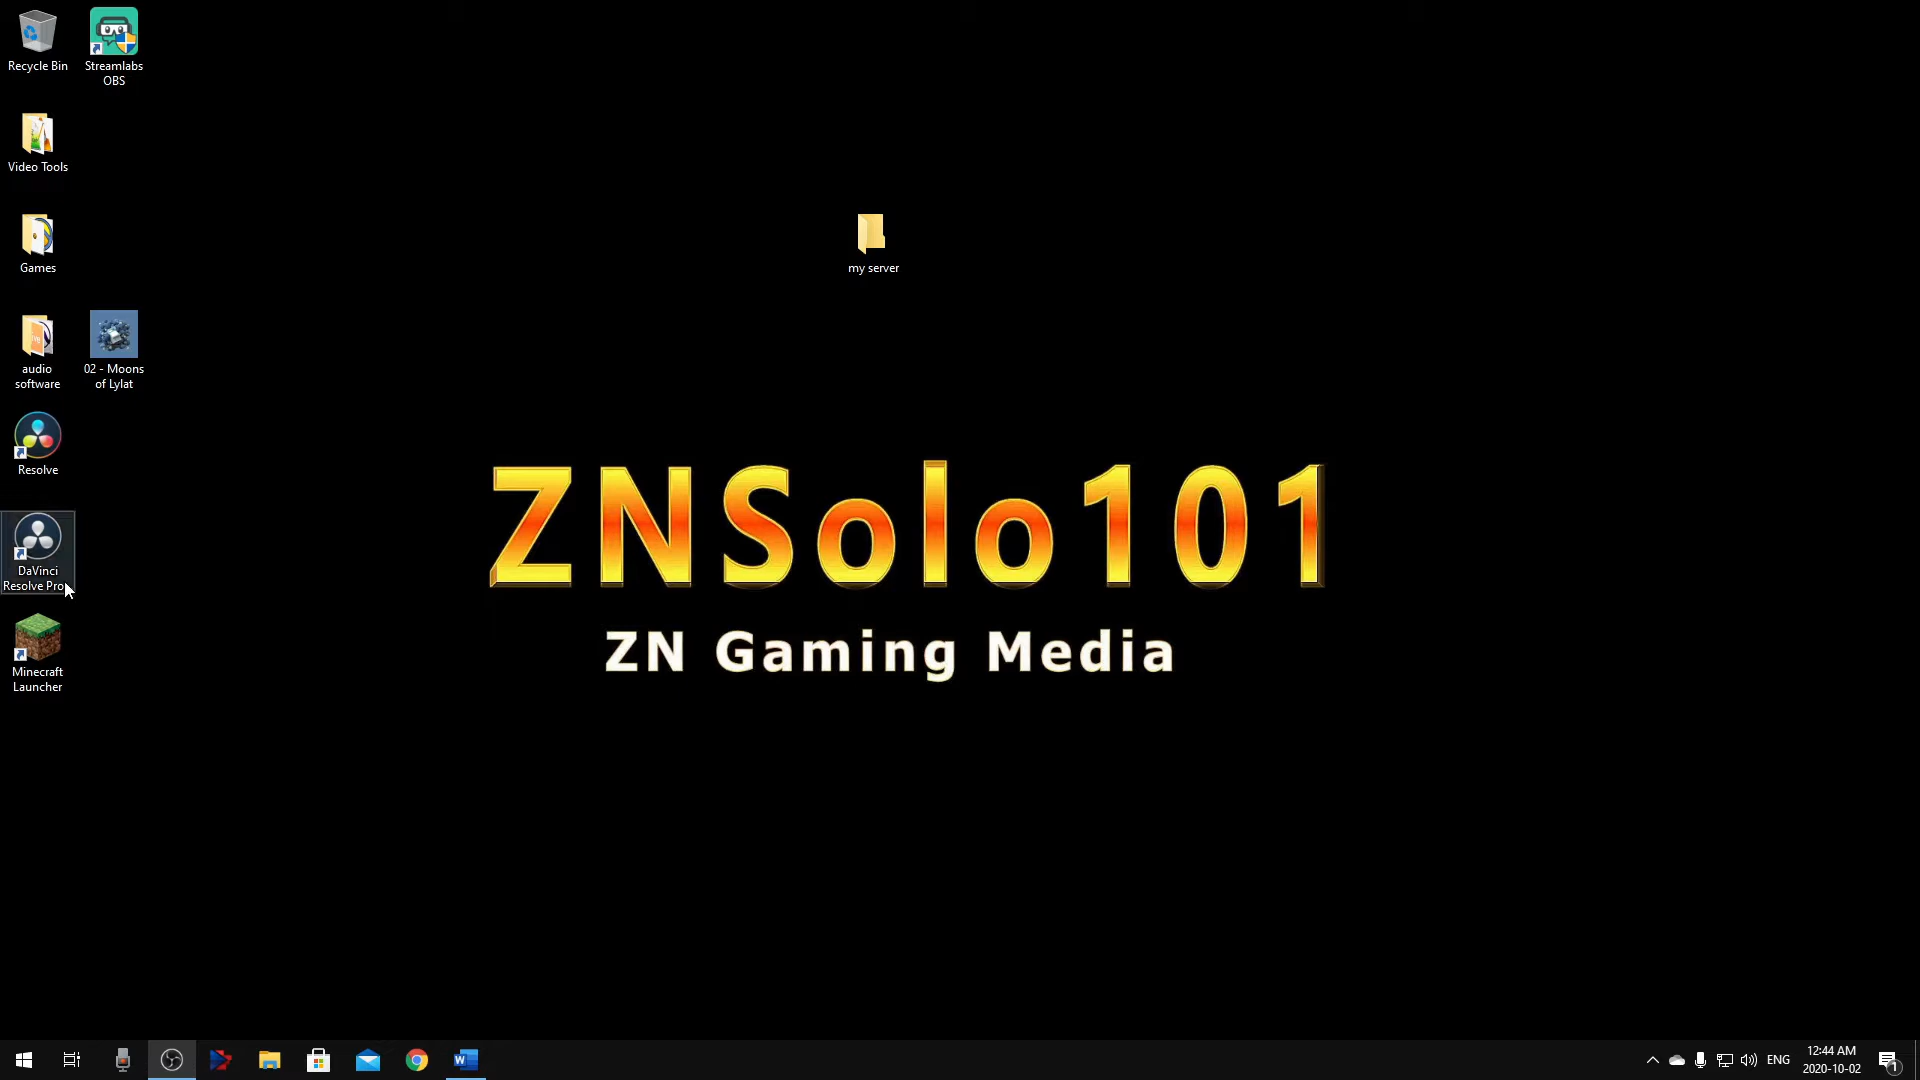 Recycle Bin
Streamlabs
OBS
Video Tools
Games
my server
audio
software
02 - Moons
of Lylat
Resolve
DaVinci
Resolve Pro
Minecraft
Launcher
ZNSolo101
ZN Gaming Media
ENG
12:44 AM
2020-10-02
1